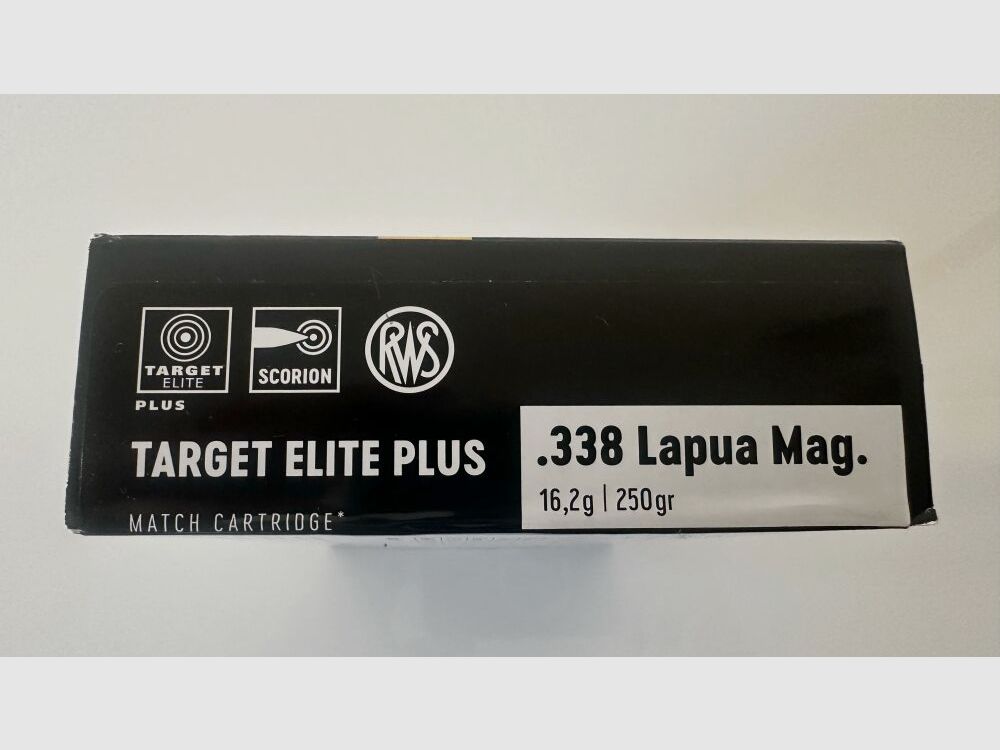 TARGET
ELITE
PLUS
SCORION
RWS
TARGET ELITE PLUS
MATCH CARTRIDGE*
.338 Lapua Mag.
16,2g | 250gr